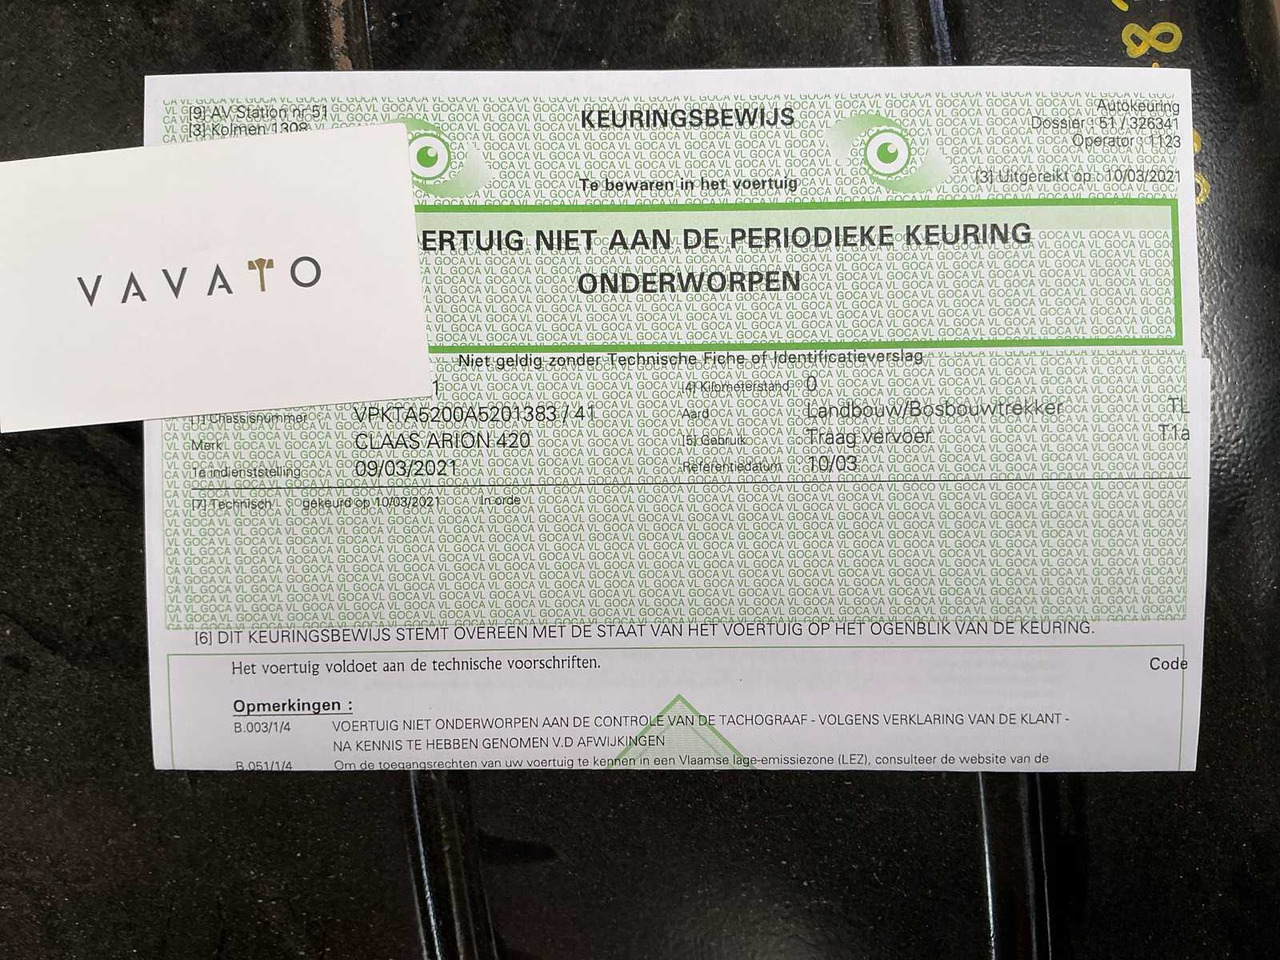 [9] AV Station nr 51
[3] Kolmen 1308
KEURINGSBEWIJS
Te bewaren in het voertuig
Autokeuring
Dossier : 51 / 326341
Operator : 1123
[3] Uitgereikt op : 10/03/2021
VAVATO
ERTUIG NIET AAN DE PERIODIEKE KEURING
ONDERWORPEN
Niet geldig zonder Technische Fiche of Identificatieverslag
1
[4] Kilometerstand 0
[1] Chassisnummer VPKTA5200A5201383 / 41
Aard Landbouw/Bosbouwtrekker TL
Merk CLAAS ARION 420
[5] Gebruik Traag vervoer T1a
1e indienststelling 09/03/2021
Referentiedatum 10/03
[7] Technisch : gekeurd op 10/03/2021 In orde
[6] DIT KEURINGSBEWIJS STEMT OVEREEN MET DE STAAT VAN HET VOERTUIG OP HET OGENBLIK VAN DE KEURING.
Het voertuig voldoet aan de technische voorschriften. Code
Opmerkingen :
B.003/1/4 VOERTUIG NIET ONDERWORPEN AAN DE CONTROLE VAN DE TACHOGRAAF - VOLGENS VERKLARING VAN DE KLANT -
NA KENNIS TE HEBBEN GENOMEN V.D AFWIJKINGEN
B.051/1/4 Om de toegangsrechten van uw voertuig te kennen in een Vlaamse lage-emissiezone (LEZ), consulteer de website van de